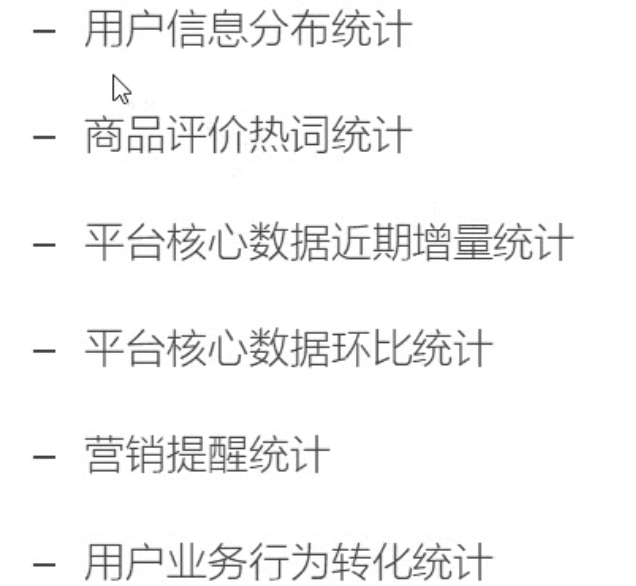 – 用户信息分布统计
– 商品评价热词统计
– 平台核心数据近期增量统计
– 平台核心数据环比统计
– 营销提醒统计
– 用户业务行为转化统计